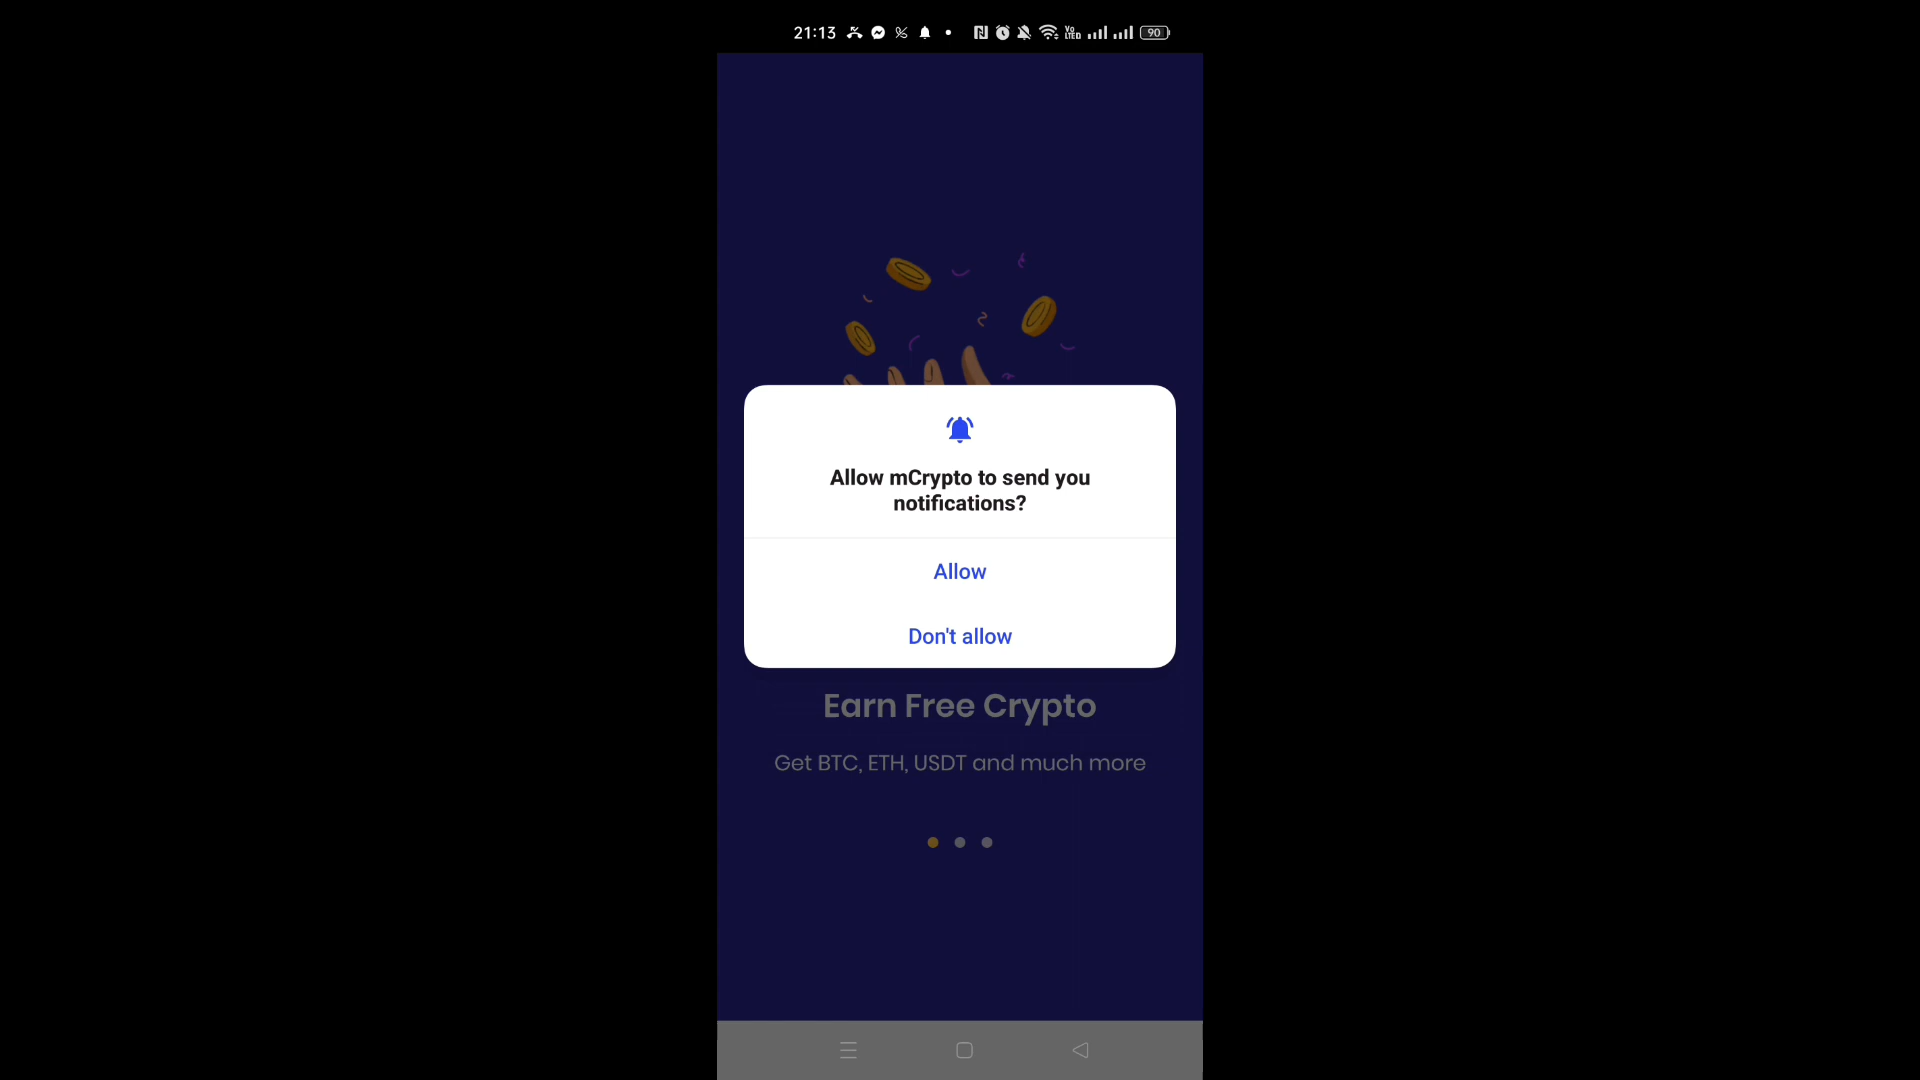 21:13
VoLTED
90
Allow mCrypto to send you
notifications?
Allow
Don't allow
Earn Free Crypto
Get BTC, ETH, USDT and much more